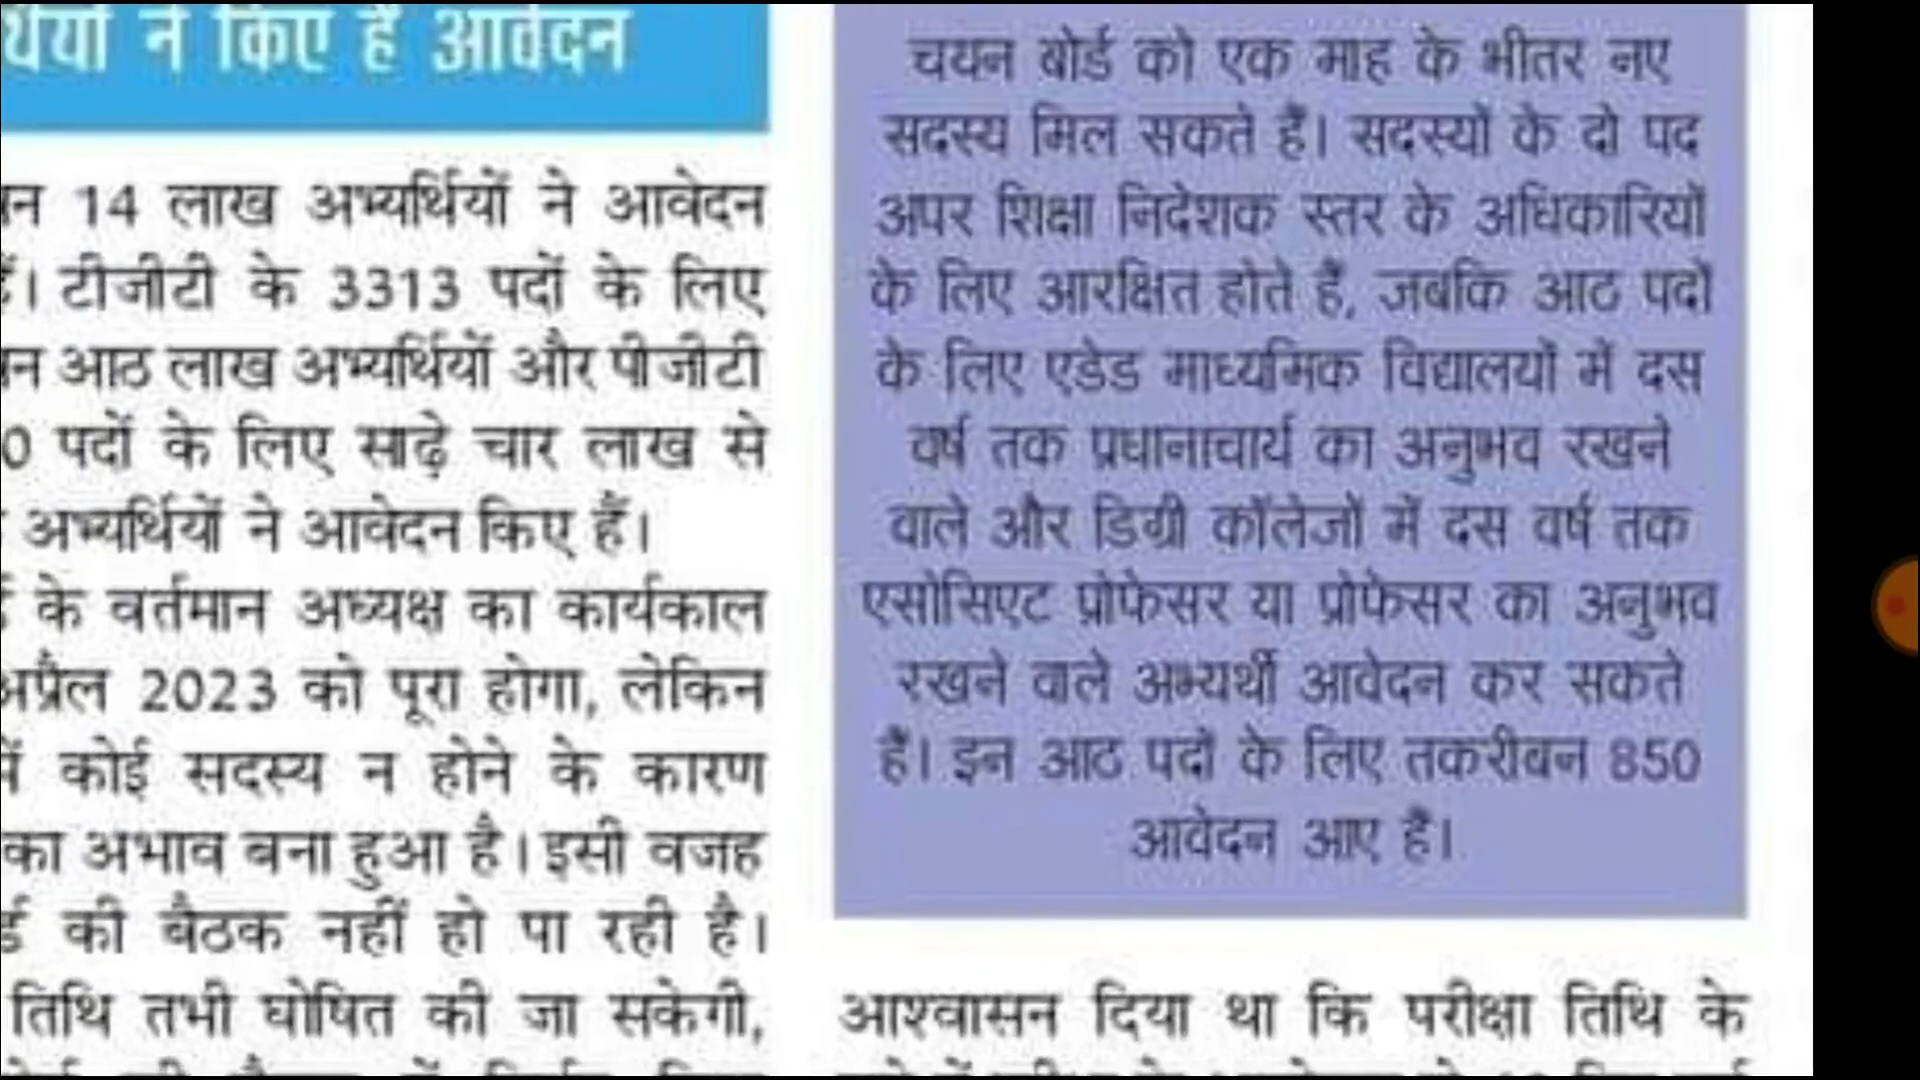 ने किए हैं आवेदन
14 लाख अभ्यर्थियों ने आवेदन
टीजीटी के 3313 पदों के लिए
आठ लाख अभ्यर्थियों और पीजीटी
पदों के लिए साढ़े चार लाख से
अभ्यर्थियों ने आवेदन किए हैं।
के वर्तमान अध्यक्ष का कार्यकाल
अप्रैल 2023 को पूरा होगा, लेकिन
में कोई सदस्य न होने के कारण
का अभाव बना हुआ है। इसी वजह
की बैठक नहीं हो पा रही है।
तिथि तभी घोषित की जा सकेगी,
चयन बोर्ड को एक माह के भीतर नए
सदस्य मिल सकते हैं। सदस्यों के दो पद
अपर शिक्षा निदेशक स्तर के अधिकारियों
के लिए आरक्षित होते हैं, जबकि आठ पदों
के लिए एडेड माध्यमिक विद्यालयों में दस
वर्ष तक प्रधानाचार्य का अनुभव रखने
वाले और डिग्री कॉलेजों में दस वर्ष तक
एसोसिएट प्रोफेसर या प्रोफेसर का अनुभव
रखने वाले अभ्यर्थी आवेदन कर सकते
हैं। इन आठ पदों के लिए तकरीबन 850
आवेदन आए हैं।
आश्वासन दिया था कि परीक्षा तिथि के